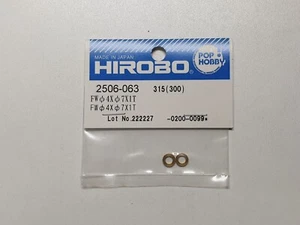 MADE IN JAPAN
HIROBO
POP
HOBBY
2506-063 315(300)
FWφ4Xφ7X1T
FWφ4Xφ7X1T
Lot No.222227 -0200-0099*